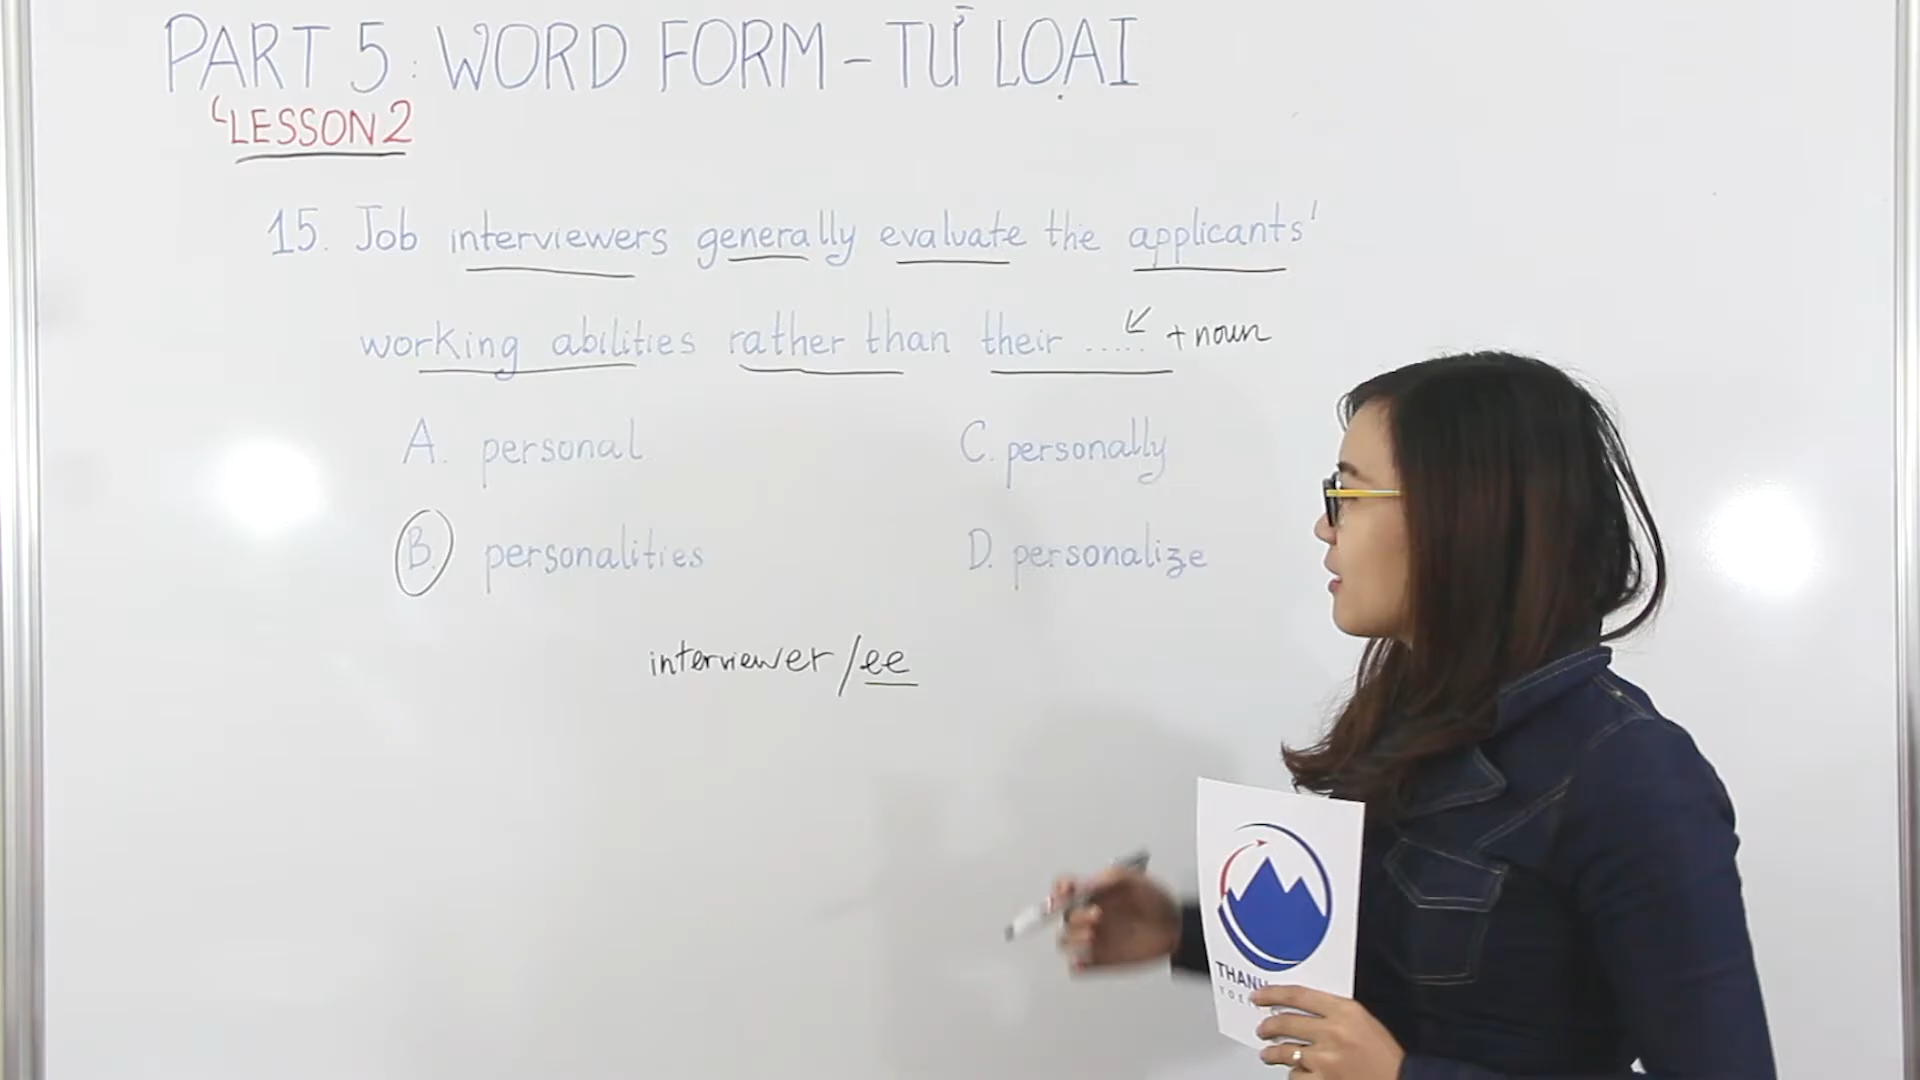 PART 5: WORD FORM - TỪ LOẠI
LESSON 2
15. Job interviewers generally evaluate the applicants'
working abilities rather than their ..... + noun
A. personal
C. personally
B. personalities
D. personalize
interviewer/ee
THANH